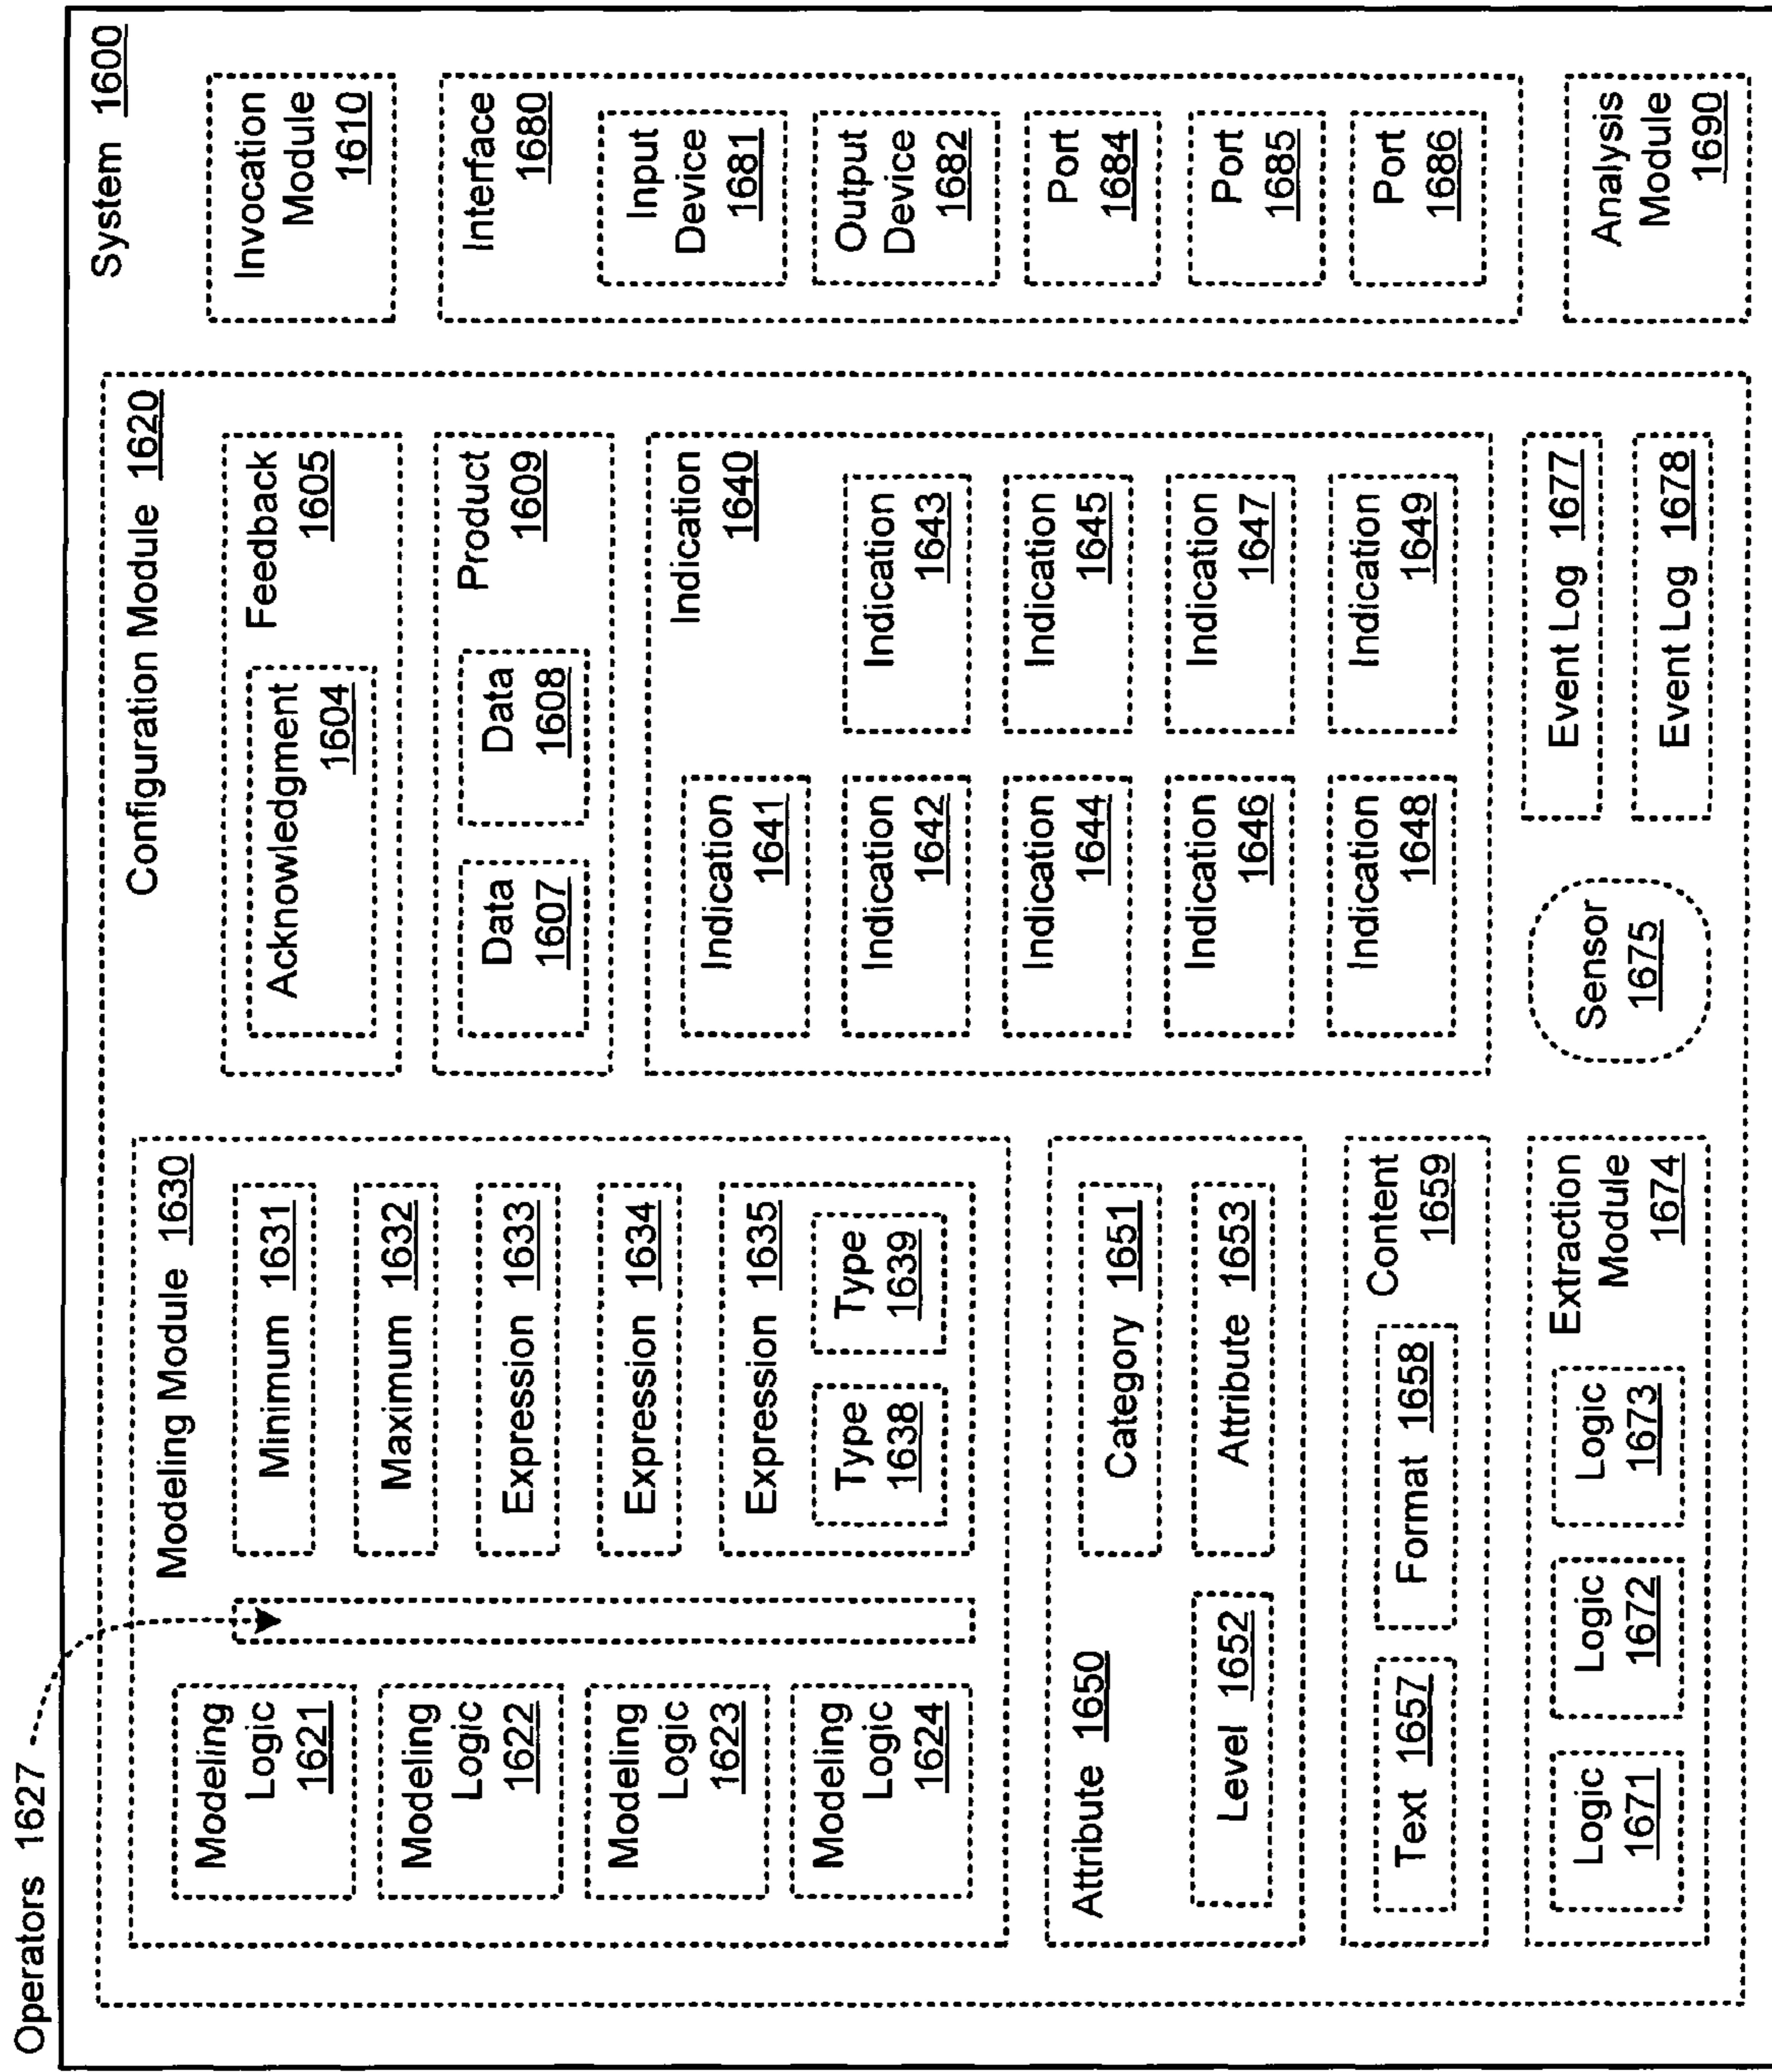 Operators 1627
System 1600
Configuration Module 1620
Modeling Module 1630
Modeling
Logic
1621
Modeling
Logic
1622
Modeling
Logic
1623
Modeling
Logic
1624
Minimum 1631
Maximum 1632
Expression 1633
Expression 1634
Expression 1635
Type
1638
Type
1639
Attribute 1650
Category 1651
Level 1652
Attribute 1653
Content
1659
Text 1657
Format 1658
Extraction
Module
1674
Logic
1671
Logic
1672
Logic
1673
Feedback
1605
Acknowledgment
1604
Product
1609
Data
1607
Data
1608
Indication
1640
Indication
1641
Indication
1642
Indication
1643
Indication
1644
Indication
1645
Indication
1646
Indication
1647
Indication
1648
Indication
1649
Sensor
1675
Event Log 1677
Event Log 1678
Invocation
Module
1610
Interface
1680
Input
Device
1681
Output
Device
1682
Port
1684
Port
1685
Port
1686
Analysis
Module
1690